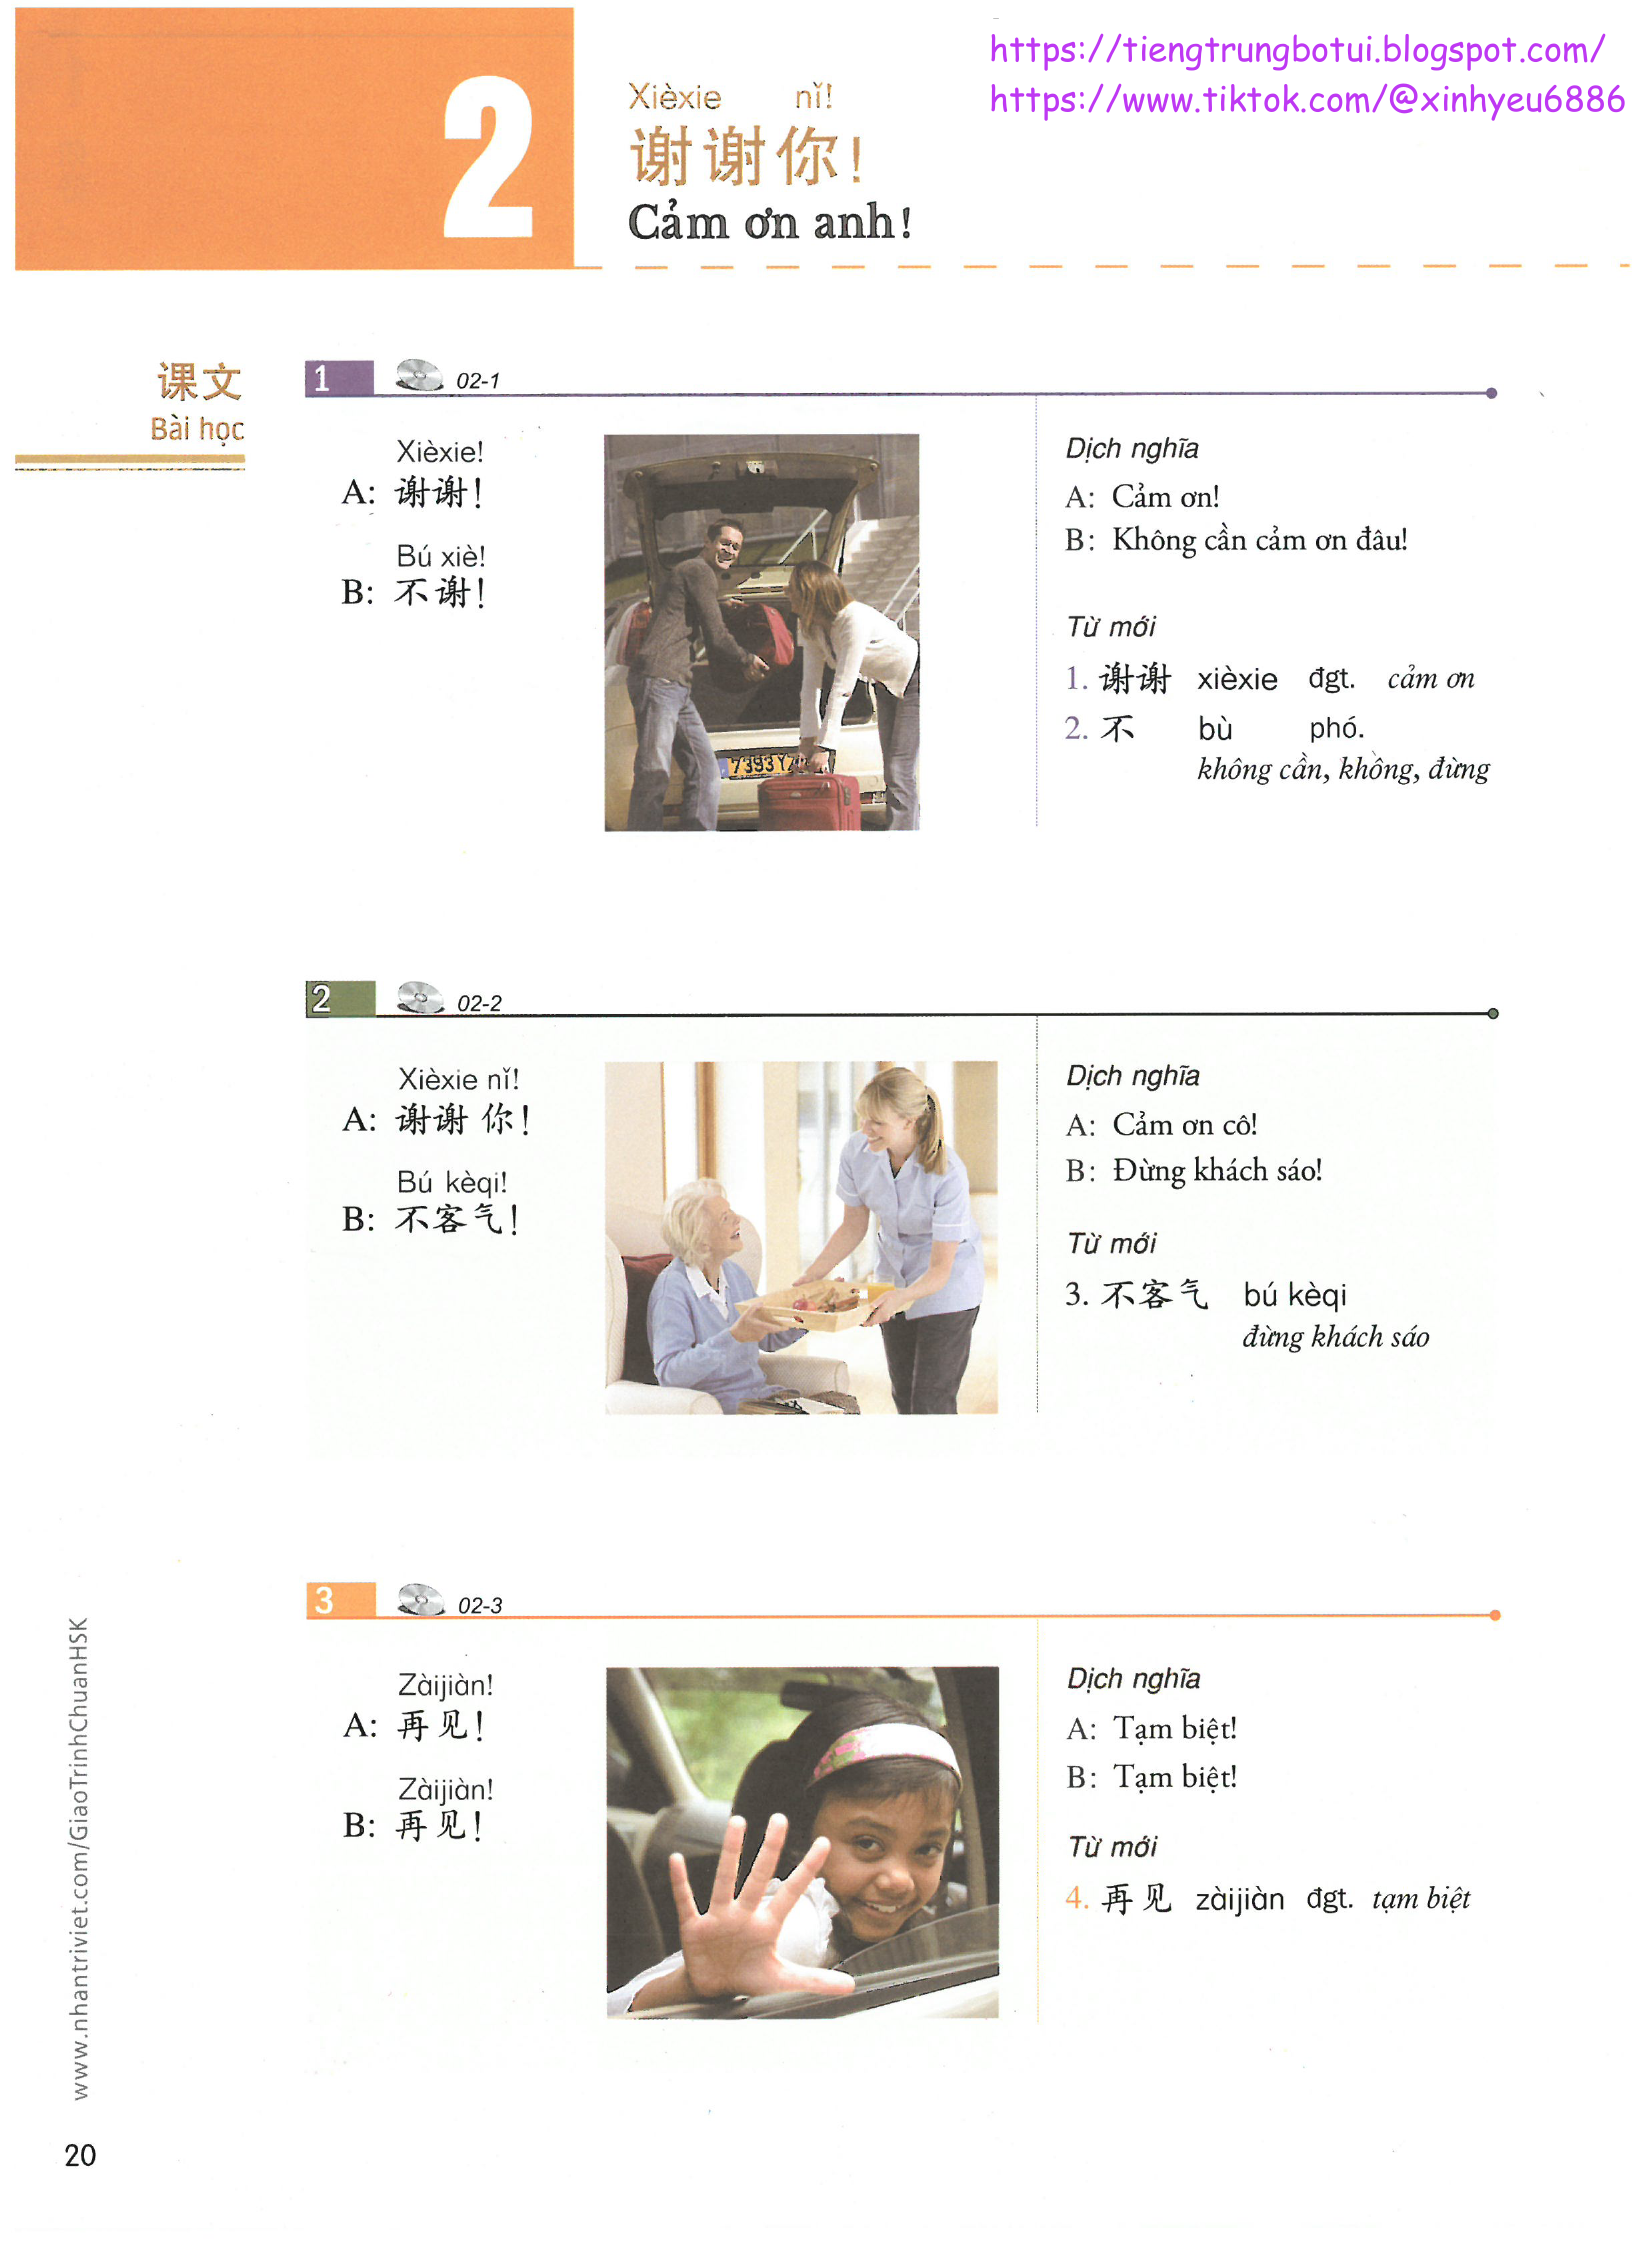 https://tiengtrungbotui.blogspot.com/
https://www.tiktok.com/@xinhyeu6886
2
Xièxie nǐ!
谢谢你!
Cảm ơn anh!
课文
Bài học
1 02-1
Xièxie!
A: 谢谢!
Bú xiè!
B: 不谢!
7393 Y
Dịch nghĩa
A: Cảm ơn!
B: Không cần cảm ơn đâu!
Từ mới
1. 谢谢 xièxie đgt. cảm ơn
2. 不 bù phó.
không cần, không, đừng
2 02-2
Xièxie nǐ!
A: 谢谢你!
Bú kèqi!
B: 不客气!
Dịch nghĩa
A: Cảm ơn cô!
B: Đừng khách sáo!
Từ mới
3. 不客气 bú kèqi
đừng khách sáo
3 02-3
Zàijiàn!
A: 再见!
Zàijiàn!
B: 再见!
Dịch nghĩa
A: Tạm biệt!
B: Tạm biệt!
Từ mới
4. 再见 zàijiàn đgt. tạm biệt
www.nhantriviet.com/GiaoTrinhChuanHSK
20